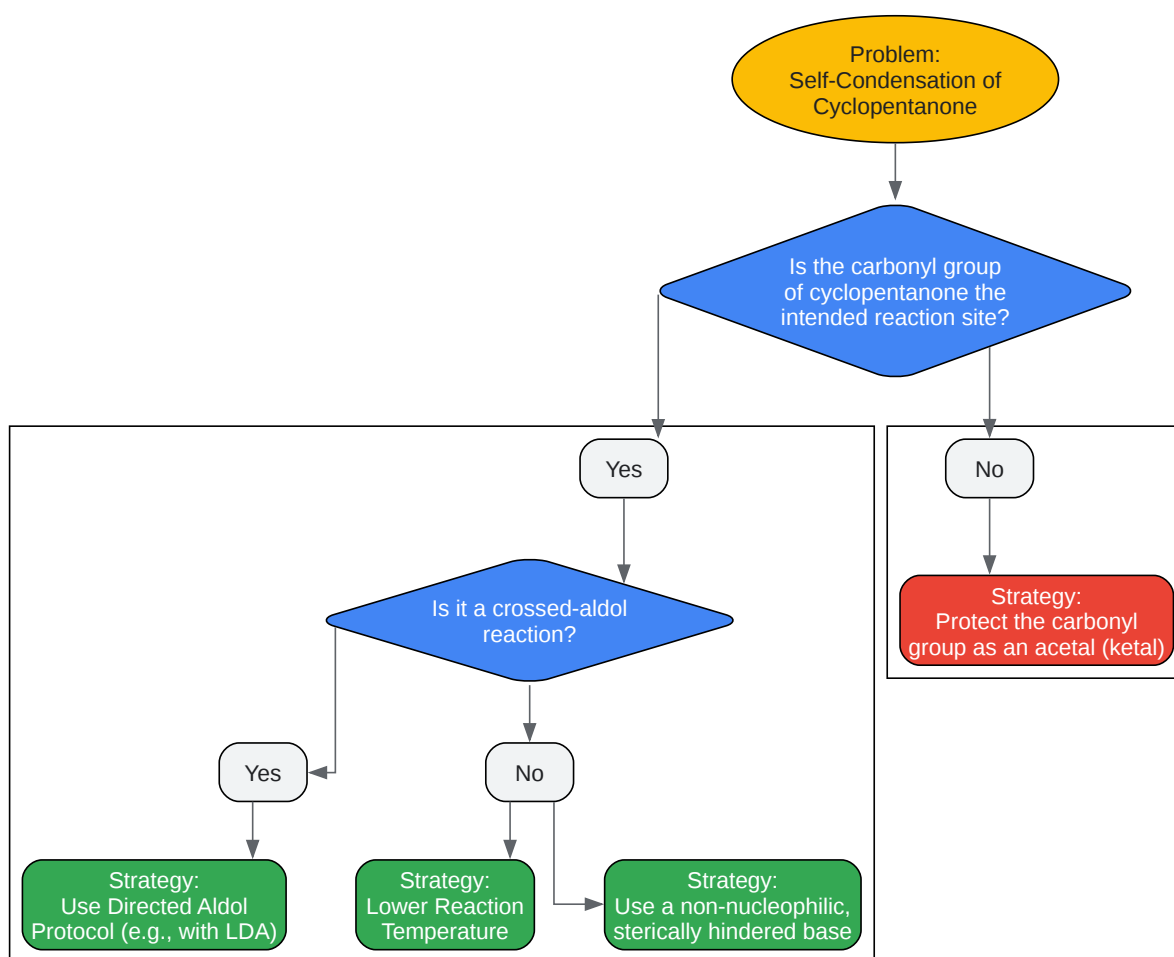 Problem:
Self-Condensation of
Cyclopentanone
Is the carbonyl group
of cyclopentanone the
intended reaction site?
Yes
No
Is it a crossed-aldol
reaction?
Strategy:
Protect the carbonyl
group as an acetal (ketal)
Yes
No
Strategy:
Use Directed Aldol
Protocol (e.g., with LDA)
Strategy:
Lower Reaction
Temperature
Strategy:
Use a non-nucleophilic,
sterically hindered base